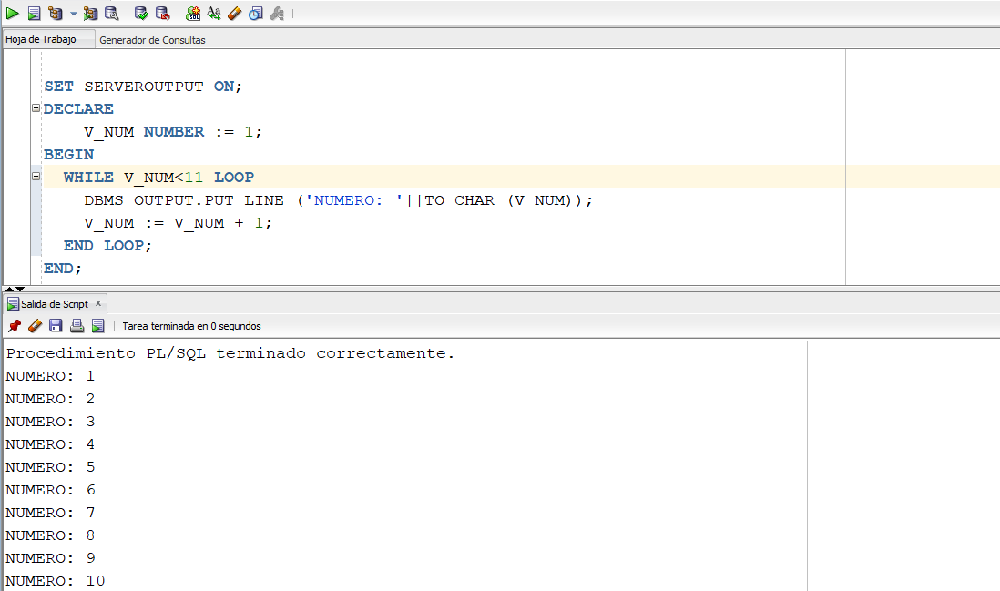 SQL
Aa
Hoja de Trabajo Generador de Consultas
SET SERVEROUTPUT ON;
DECLARE
V_NUM NUMBER := 1;
BEGIN
WHILE V_NUM<11 LOOP
DBMS_OUTPUT.PUT_LINE ('NUMERO: '||TO_CHAR (V_NUM));
V_NUM := V_NUM + 1;
END LOOP;
END;
Salida de Script x
Tarea terminada en 0 segundos
Procedimiento PL/SQL terminado correctamente.
NUMERO: 1
NUMERO: 2
NUMERO: 3
NUMERO: 4
NUMERO: 5
NUMERO: 6
NUMERO: 7
NUMERO: 8
NUMERO: 9
NUMERO: 10